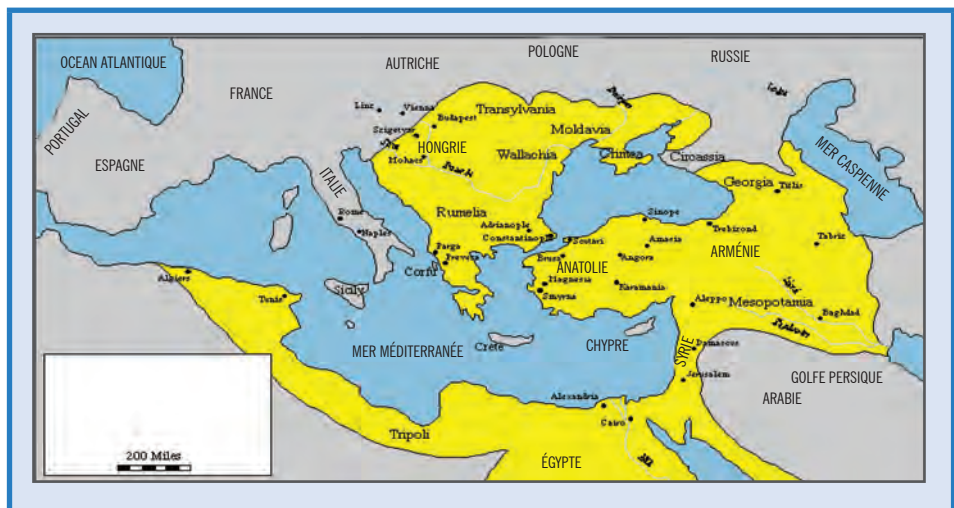 OCEAN ATLANTIQUE
POLOGNE
RUSSIE
AUTRICHE
FRANCE
PORTUGAL
ESPAGNE
ITALIE
Linz
Vienna
Transylvania
Budapest
Szigetvar
HONGRIE
Moldavia
Mohacs
Wallachia
Crimea
Circassia
MER CASPIENNE
Georgia
Tiflis
Rome
Naples
Rumelia
Adrianople
Constantinople
Scutari
Sinope
Trebizond
Amasia
ARMÉNIE
Tabriz
Parga
Preveza
Corfu
Brusa
ANATOLIE
Angora
Magnesia
Smyrna
Karamania
Algiers
Tunis
Sicily
Aleppo
Mesopotamia
Baghdad
MER MÉDITERRANÉE
Crete
CHYPRE
SYRIE
Damascus
Jerusalem
GOLFE PERSIQUE
ARABIE
Alexandria
Cairo
Tripoli
ÉGYPTE
200 Miles